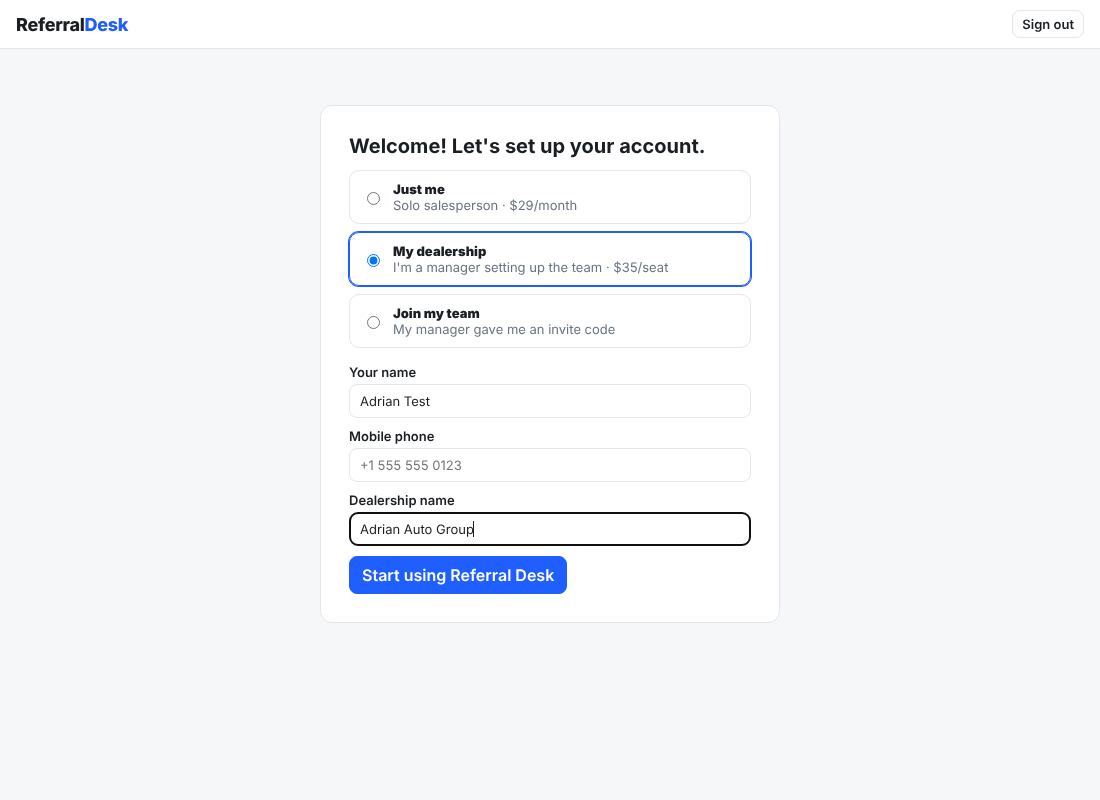 ReferralDesk
Sign out
Welcome! Let's set up your account.
Just me
Solo salesperson · $29/month
My dealership
I'm a manager setting up the team · $35/seat
Join my team
My manager gave me an invite code
Your name
Adrian Test
Mobile phone
+1 555 555 0123
Dealership name
Adrian Auto Group
Start using Referral Desk